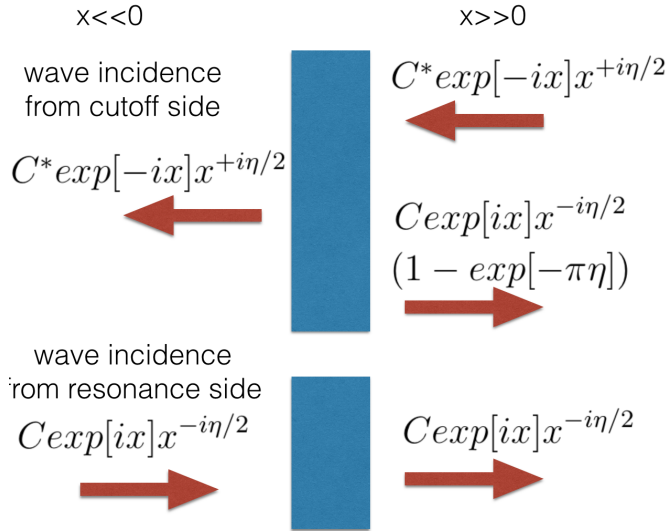 x<<0
x>>0
wave incidence
from cutoff side
C*exp[−ix]x^{+iη/2}
C*exp[−ix]x^{+iη/2}
Cexp[ix]x^{−iη/2}
(1 − exp[−πη])
wave incidence
from resonance side
Cexp[ix]x^{−iη/2}
Cexp[ix]x^{−iη/2}